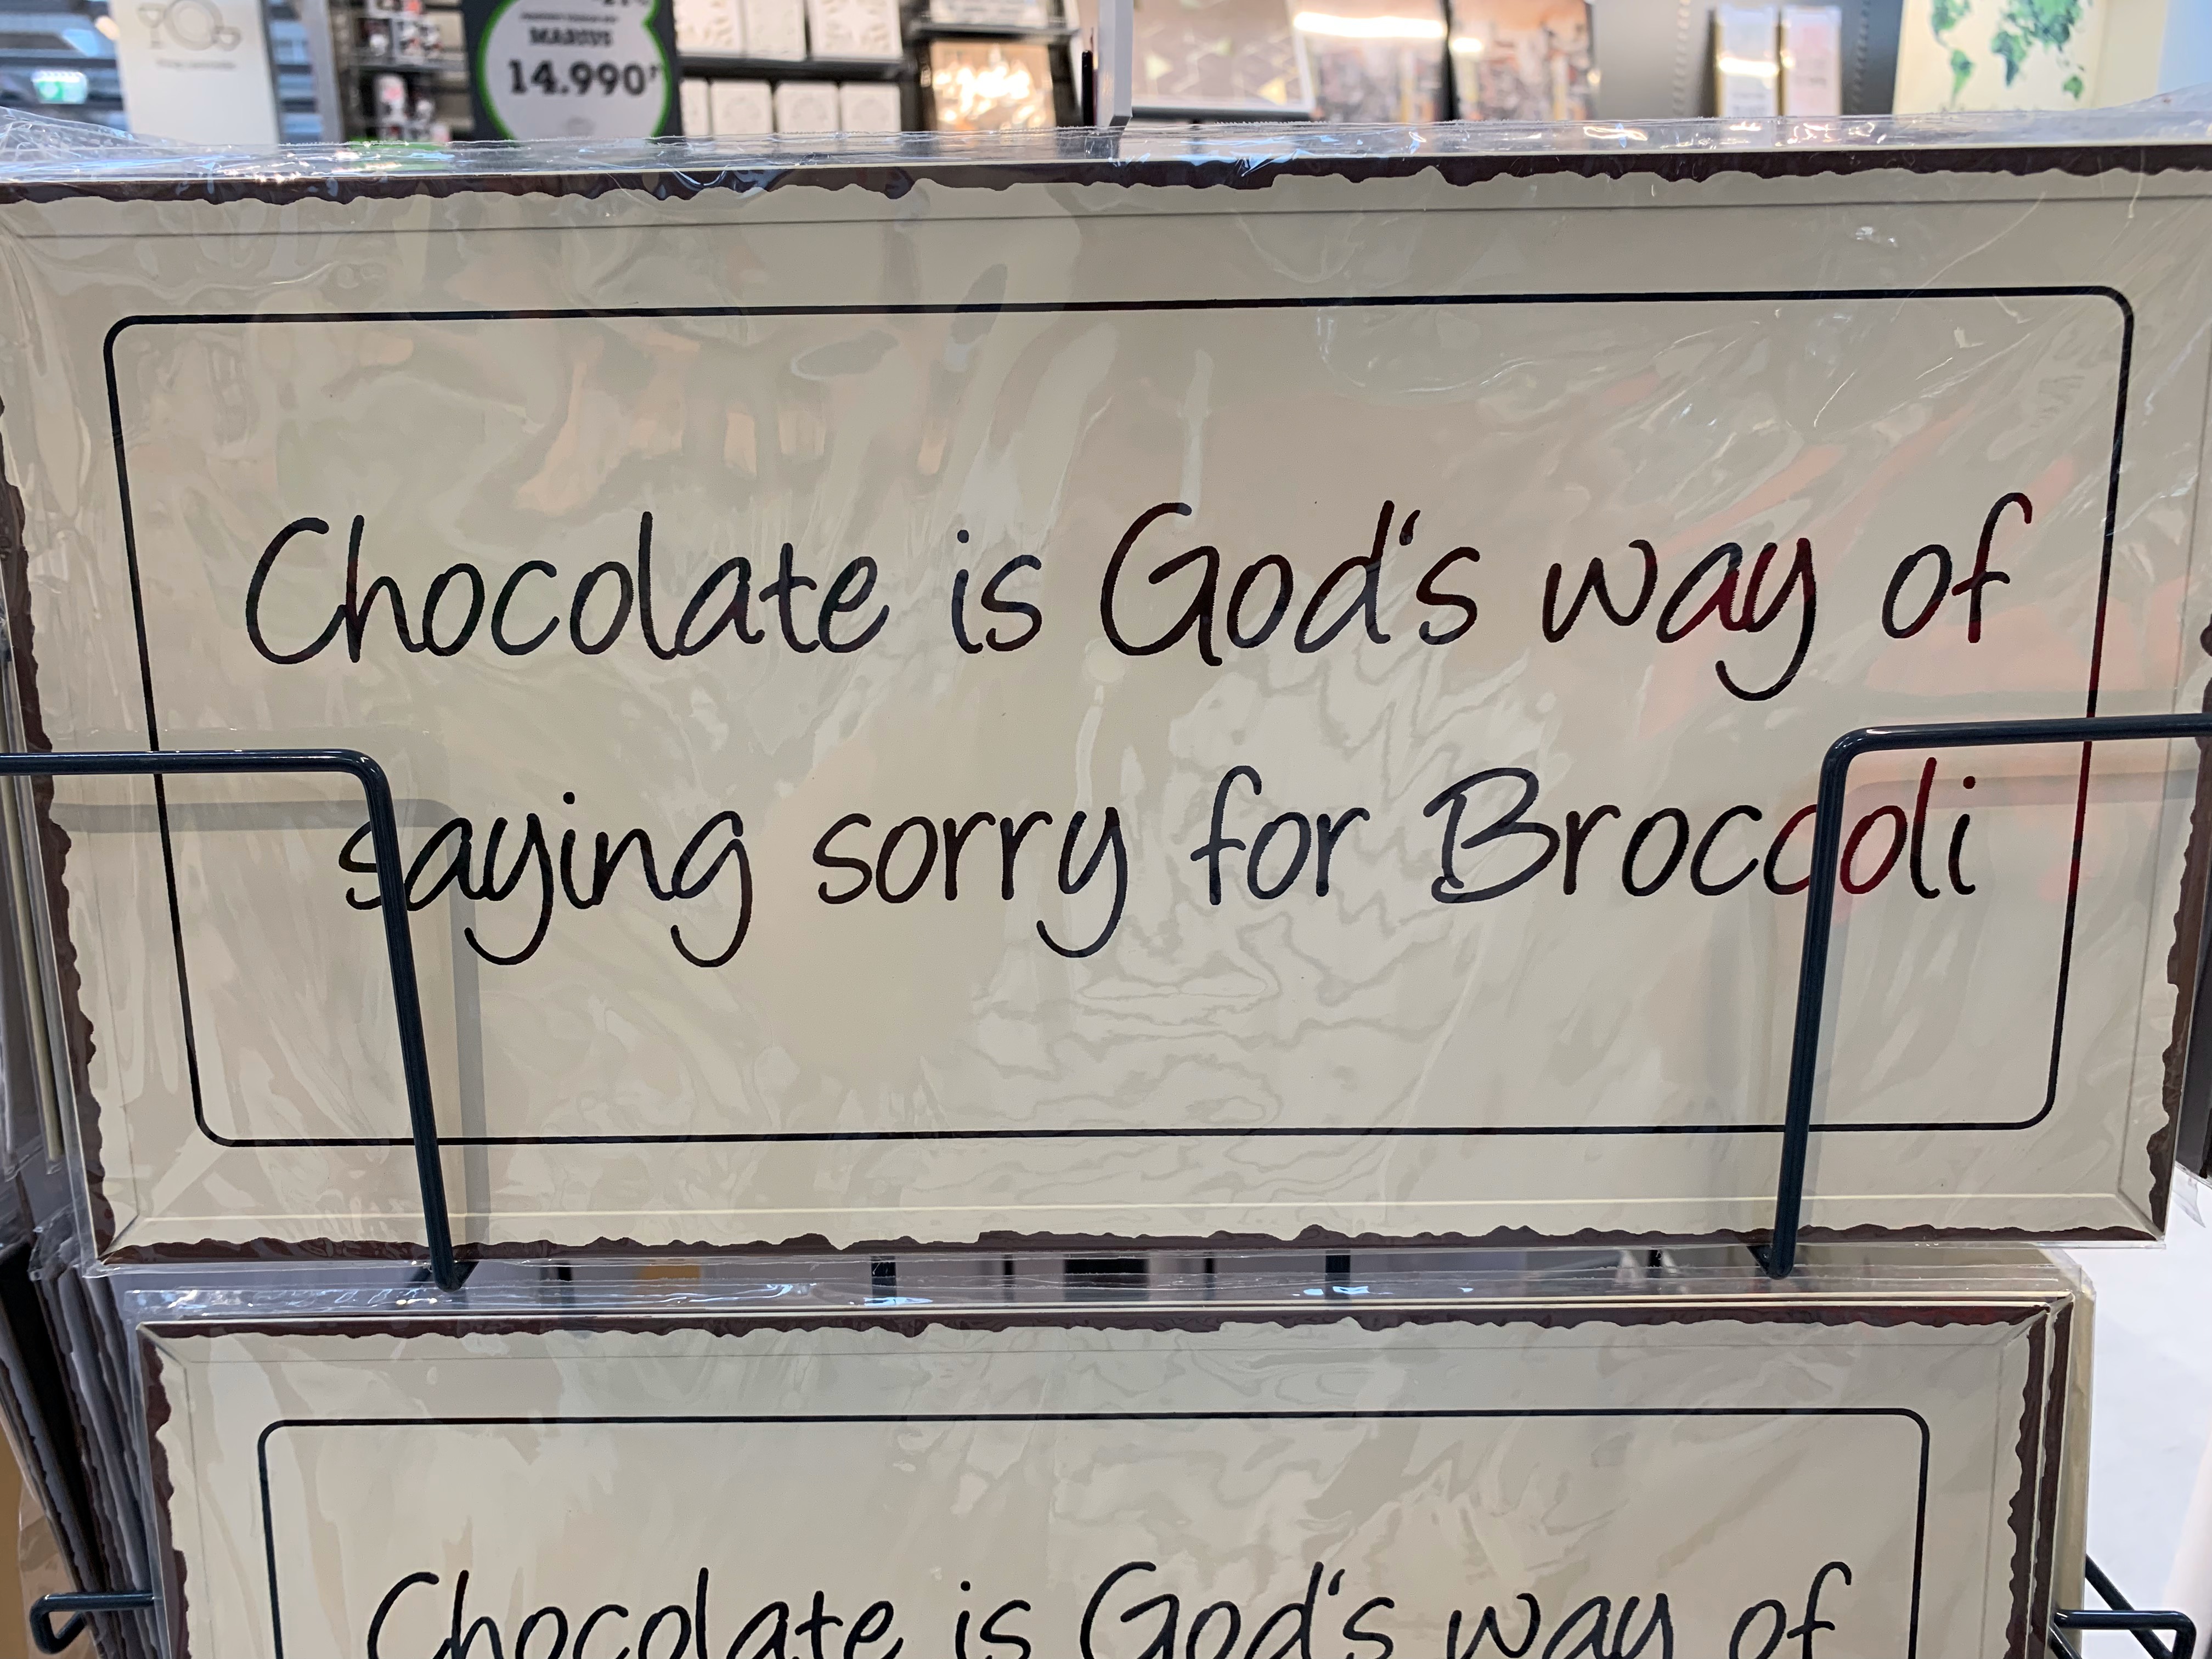 MARIUS
14.990
Chocolate is God's way of
saying sorry for Broccoli
Chocolate is God's way of